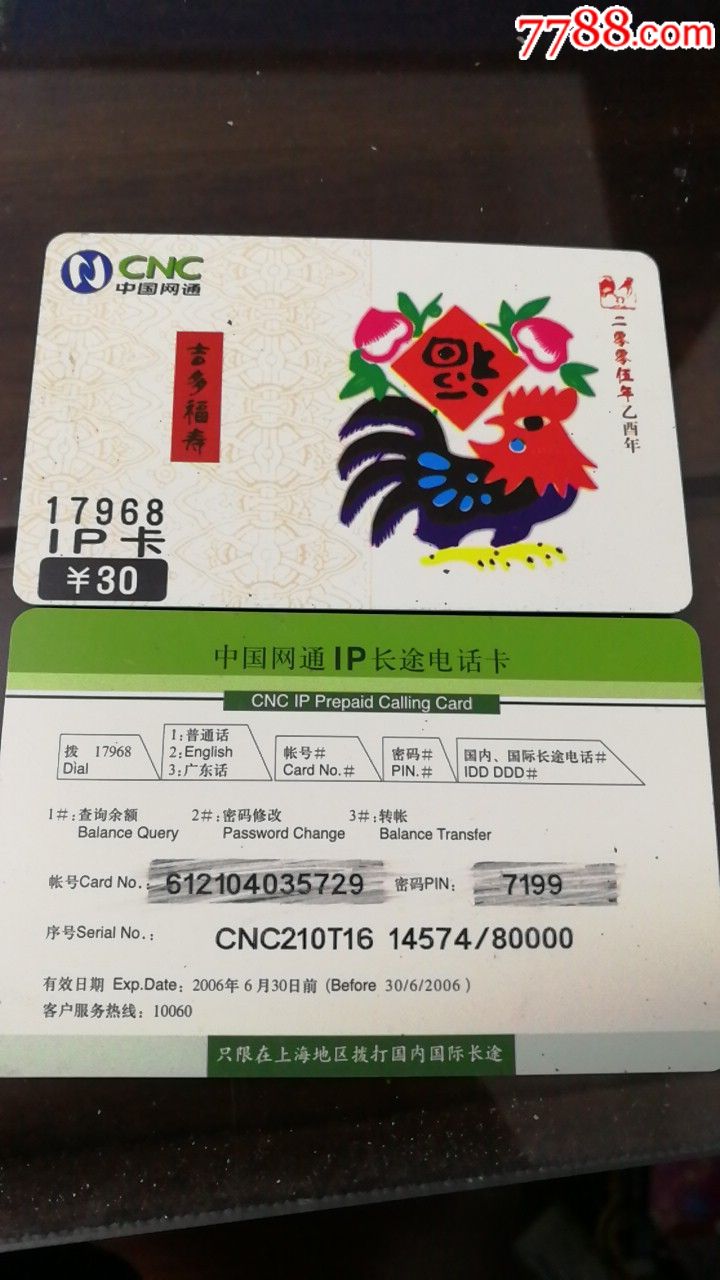 7788.com
CNC
中国网通
吉多福寿
福
二零零伍年乙酉年
17968
IP卡
¥30
中国网通IP长途电话卡
CNC IP Prepaid Calling Card
拨 17968
Dial
1:普通话
2:English
3:广东话
帐号#
Card No.#
密码#
PIN.#
国内、国际长途电话#
IDD DDD#
1#:查询余额 2#:密码修改 3#:转帐
Balance Query Password Change Balance Transfer
帐号Card No.: 612104035729 密码PIN: 7199
序号Serial No.: CNC210T16 14574/80000
有效日期 Exp.Date: 2006年6月30日前 (Before 30/6/2006)
客户服务热线: 10060
只限在上海地区拨打国内国际长途